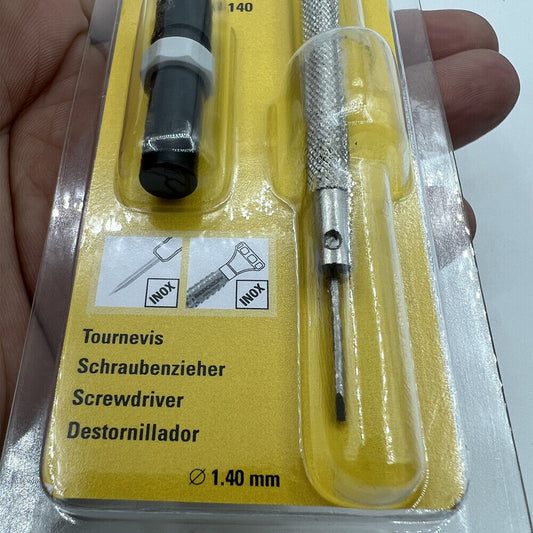 140
INOX
INOX
Tournevis
Schraubenzieher
Screwdriver
Destornillador
∅ 1.40 mm